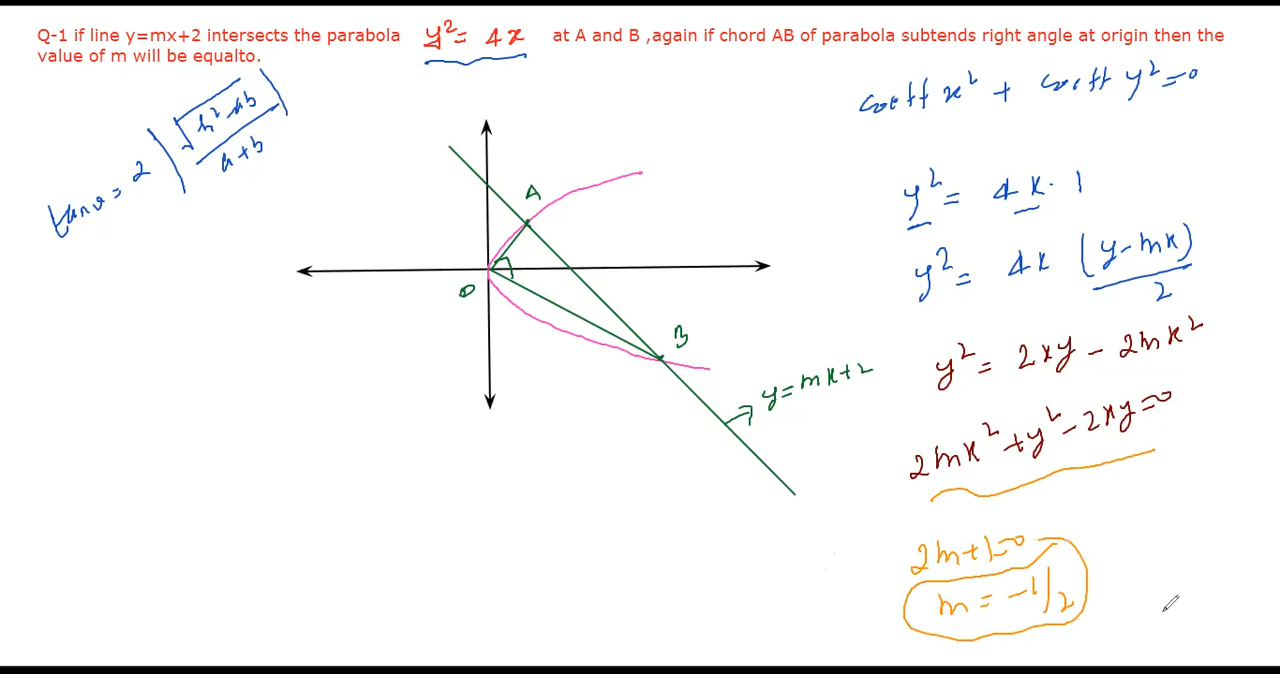 Q-1 if line y=mx+2 intersects the parabola y² = 4x at A and B ,again if chord AB of parabola subtends right angle at origin then the
value of m will be equalto.
coeff x² + coeff y² = 0
tanθ = 2 |√(h²-ab) / (a+b)|
y² = 4x · 1
A
y² = 4x (y-mx)/2
O
B
y² = 2xy - 2mx²
y=mx+2
2mx² + y² - 2xy = 0
2m+1=0
m = -1/2